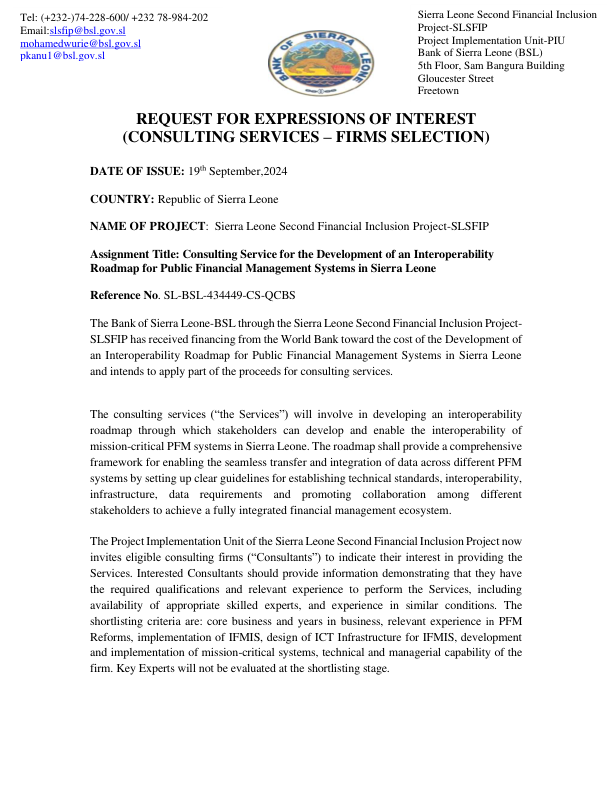 Tel: (+232-)74-228-600/ +232 78-984-202
Email:slsfip@bsl.gov.sl
mohamedwurie@bsl.gov.sl
pkanu1@bsl.gov.sl
BANK OF SIERRA LEONE
Sierra Leone Second Financial Inclusion
Project-SLSFIP
Project Implementation Unit-PIU
Bank of Sierra Leone (BSL)
5th Floor, Sam Bangura Building
Gloucester Street
Freetown
REQUEST FOR EXPRESSIONS OF INTEREST
(CONSULTING SERVICES – FIRMS SELECTION)
DATE OF ISSUE: 19th September,2024
COUNTRY: Republic of Sierra Leone
NAME OF PROJECT: Sierra Leone Second Financial Inclusion Project-SLSFIP
Assignment Title: Consulting Service for the Development of an Interoperability
Roadmap for Public Financial Management Systems in Sierra Leone
Reference No. SL-BSL-434449-CS-QCBS
The Bank of Sierra Leone-BSL through the Sierra Leone Second Financial Inclusion Project-
SLSFIP has received financing from the World Bank toward the cost of the Development of
an Interoperability Roadmap for Public Financial Management Systems in Sierra Leone
and intends to apply part of the proceeds for consulting services.
The consulting services (“the Services”) will involve in developing an interoperability
roadmap through which stakeholders can develop and enable the interoperability of
mission-critical PFM systems in Sierra Leone. The roadmap shall provide a comprehensive
framework for enabling the seamless transfer and integration of data across different PFM
systems by setting up clear guidelines for establishing technical standards, interoperability,
infrastructure, data requirements and promoting collaboration among different
stakeholders to achieve a fully integrated financial management ecosystem.
The Project Implementation Unit of the Sierra Leone Second Financial Inclusion Project now
invites eligible consulting firms (“Consultants”) to indicate their interest in providing the
Services. Interested Consultants should provide information demonstrating that they have
the required qualifications and relevant experience to perform the Services, including
availability of appropriate skilled experts, and experience in similar conditions. The
shortlisting criteria are: core business and years in business, relevant experience in PFM
Reforms, implementation of IFMIS, design of ICT Infrastructure for IFMIS, development
and implementation of mission-critical systems, technical and managerial capability of the
firm. Key Experts will not be evaluated at the shortlisting stage.